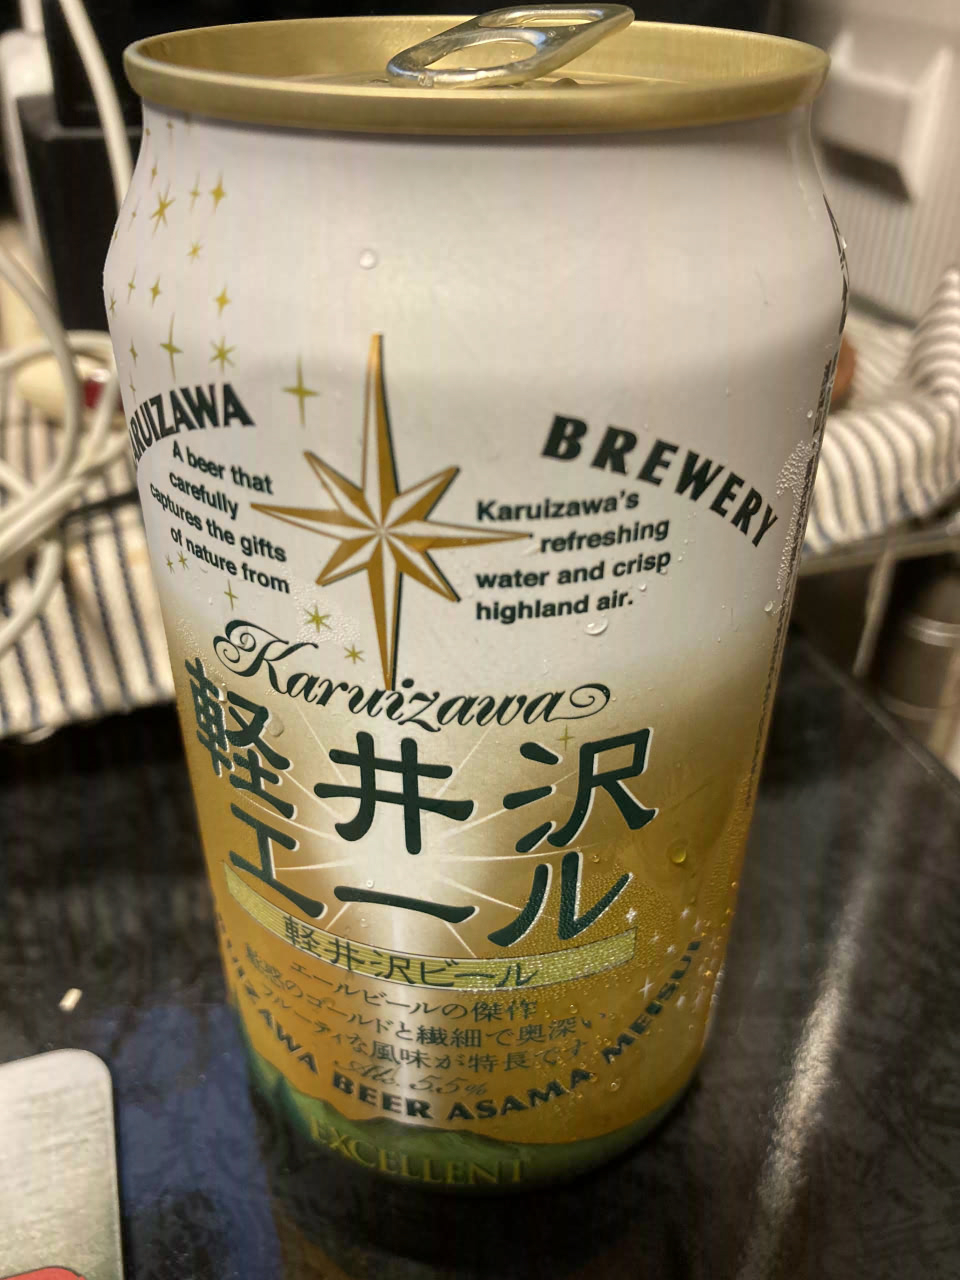 KARUIZAWA
BREWERY
A beer that
carefully
captures the gifts
of nature from
Karuizawa's
refreshing
water and crisp
highland air.
Karuizawa
軽井沢
エール
軽井沢ビール
エールビールの傑作
魅惑のゴールドと繊細で奥深い
フルーティな風味が特長です
Alc. 5.5%
BEER ASAMA MEISUI
EXCELLENT